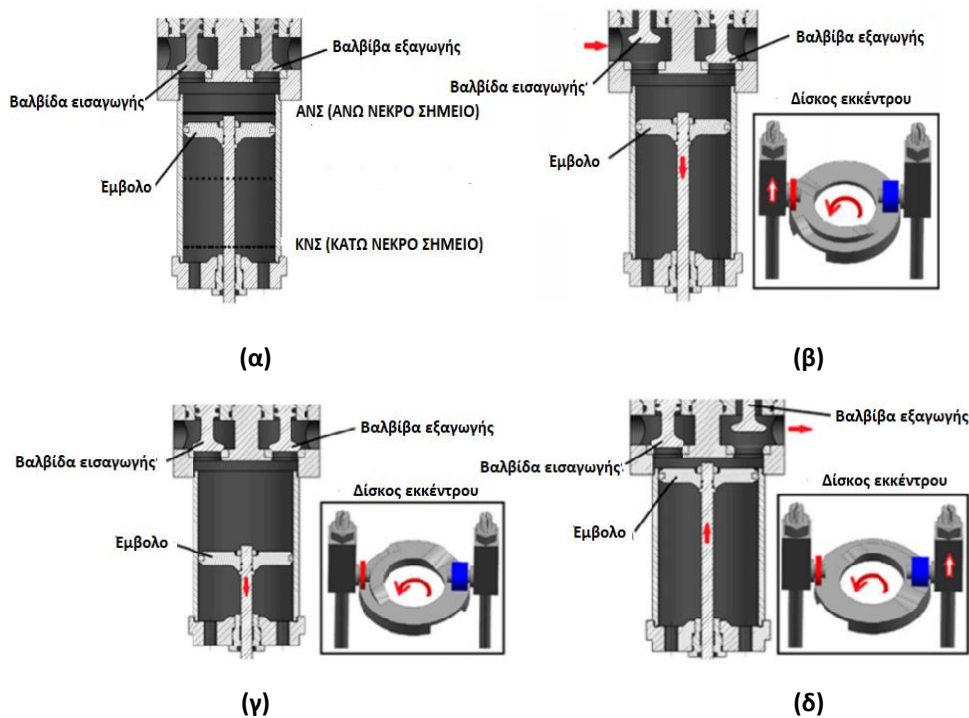 Βαλβίβα εξαγωγής
Βαλβίδα εισαγωγής
ΑΝΣ (ΑΝΩ ΝΕΚΡΟ ΣΗΜΕΙΟ)
Έμβολο
ΚΝΣ (ΚΑΤΩ ΝΕΚΡΟ ΣΗΜΕΙΟ)
(α)
Βαλβίβα εξαγωγής
Βαλβίδα εισαγωγής
Δίσκος εκκέντρου
Έμβολο
(β)
Βαλβίβα εξαγωγής
Βαλβίδα εισαγωγής
Δίσκος εκκέντρου
Έμβολο
(γ)
Βαλβίβα εξαγωγής
Βαλβίδα εισαγωγής
Δίσκος εκκέντρου
Έμβολο
(δ)